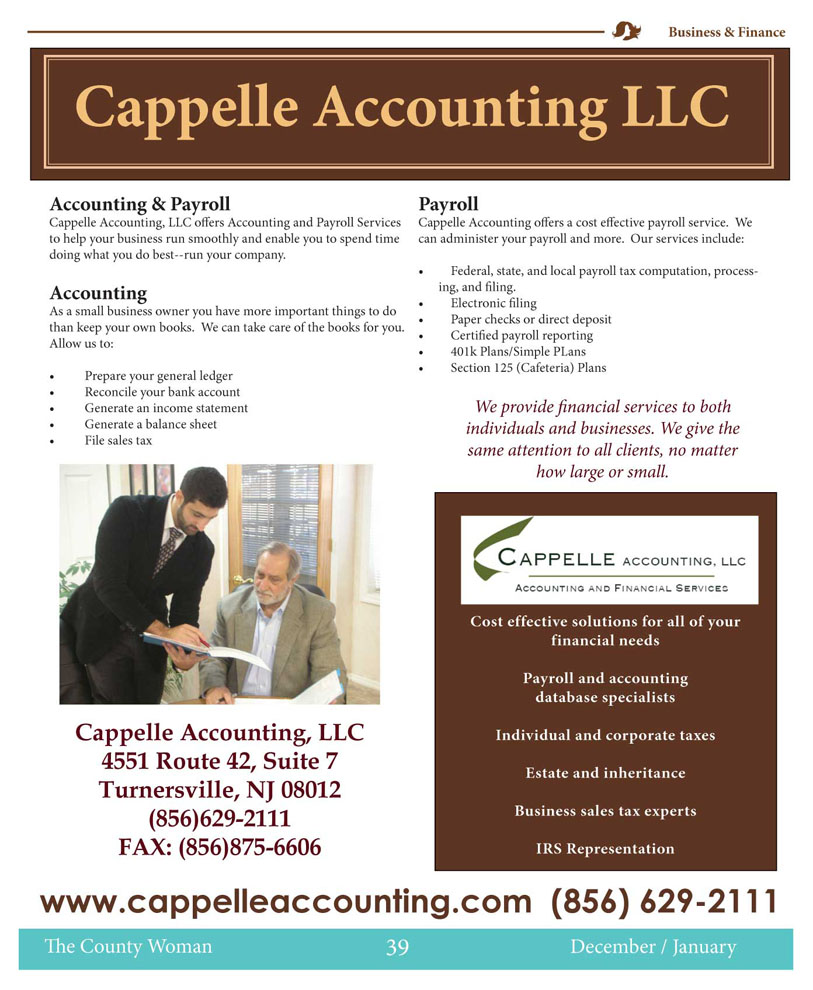 Business & Finance
Cappelle Accounting LLC
Accounting & Payroll
Cappelle Accounting, LLC offers Accounting and Payroll Services
to help your business run smoothly and enable you to spend time
doing what you do best--run your company.
Accounting
As a small business owner you have more important things to do
than keep your own books.  We can take care of the books for you.
Allow us to:
• Prepare your general ledger
• Reconcile your bank account
• Generate an income statement
• Generate a balance sheet
• File sales tax
Payroll
Cappelle Accounting offers a cost effective payroll service.  We
can administer your payroll and more.  Our services include:
• Federal, state, and local payroll tax computation, process-
ing, and filing.
• Electronic filing
• Paper checks or direct deposit
• Certified payroll reporting
• 401k Plans/Simple PLans
• Section 125 (Cafeteria) Plans
We provide financial services to both
individuals and businesses. We give the
same attention to all clients, no matter
how large or small.
CAPPELLE ACCOUNTING, LLC
ACCOUNTING AND FINANCIAL SERVICES
Cost effective solutions for all of your
financial needs
Payroll and accounting
database specialists
Individual and corporate taxes
Estate and inheritance
Business sales tax experts
IRS Representation
Cappelle Accounting, LLC
4551 Route 42, Suite 7
Turnersville, NJ 08012
(856)629-2111
FAX: (856)875-6606
www.cappelleaccounting.com  (856) 629-2111
The County Woman
39
December / January